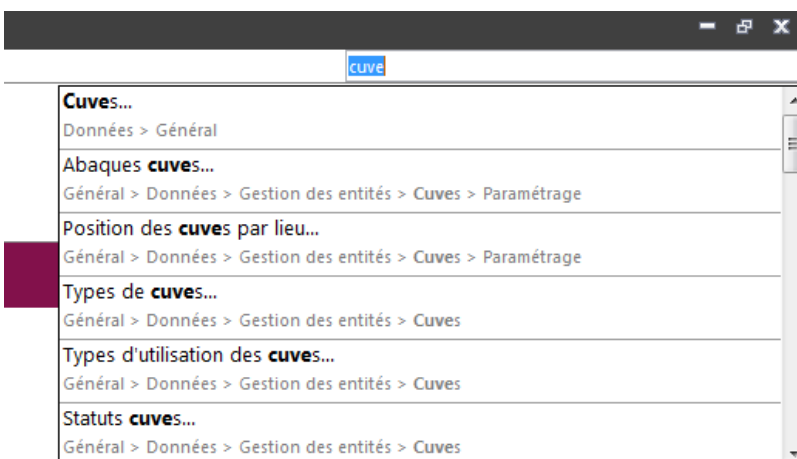 cuve
Cuves...
Données > Général
Abaques cuves...
Général > Données > Gestion des entités > Cuves > Paramétrage
Position des cuves par lieu...
Général > Données > Gestion des entités > Cuves > Paramétrage
Types de cuves...
Général > Données > Gestion des entités > Cuves
Types d'utilisation des cuves...
Général > Données > Gestion des entités > Cuves
Statuts cuves...
Général > Données > Gestion des entités > Cuves